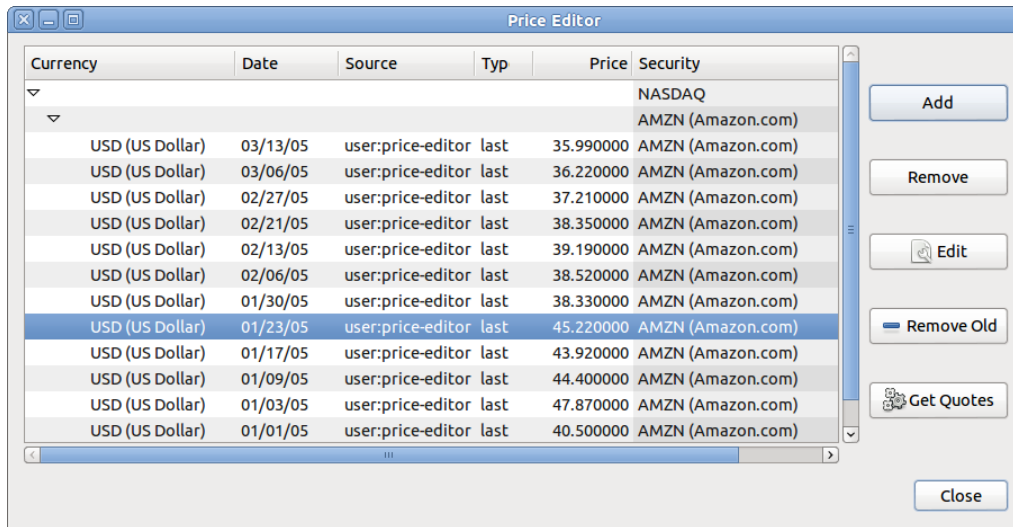 Price Editor
Currency Date Source Typ Price Security
NASDAQ
AMZN (Amazon.com)
USD (US Dollar) 03/13/05 user:price-editor last 35.990000 AMZN (Amazon.com)
USD (US Dollar) 03/06/05 user:price-editor last 36.220000 AMZN (Amazon.com)
USD (US Dollar) 02/27/05 user:price-editor last 37.210000 AMZN (Amazon.com)
USD (US Dollar) 02/21/05 user:price-editor last 38.350000 AMZN (Amazon.com)
USD (US Dollar) 02/13/05 user:price-editor last 39.190000 AMZN (Amazon.com)
USD (US Dollar) 02/06/05 user:price-editor last 38.520000 AMZN (Amazon.com)
USD (US Dollar) 01/30/05 user:price-editor last 38.330000 AMZN (Amazon.com)
USD (US Dollar) 01/23/05 user:price-editor last 45.220000 AMZN (Amazon.com)
USD (US Dollar) 01/17/05 user:price-editor last 43.920000 AMZN (Amazon.com)
USD (US Dollar) 01/09/05 user:price-editor last 44.400000 AMZN (Amazon.com)
USD (US Dollar) 01/03/05 user:price-editor last 47.870000 AMZN (Amazon.com)
USD (US Dollar) 01/01/05 user:price-editor last 40.500000 AMZN (Amazon.com)
Add
Remove
Edit
Remove Old
Get Quotes
Close